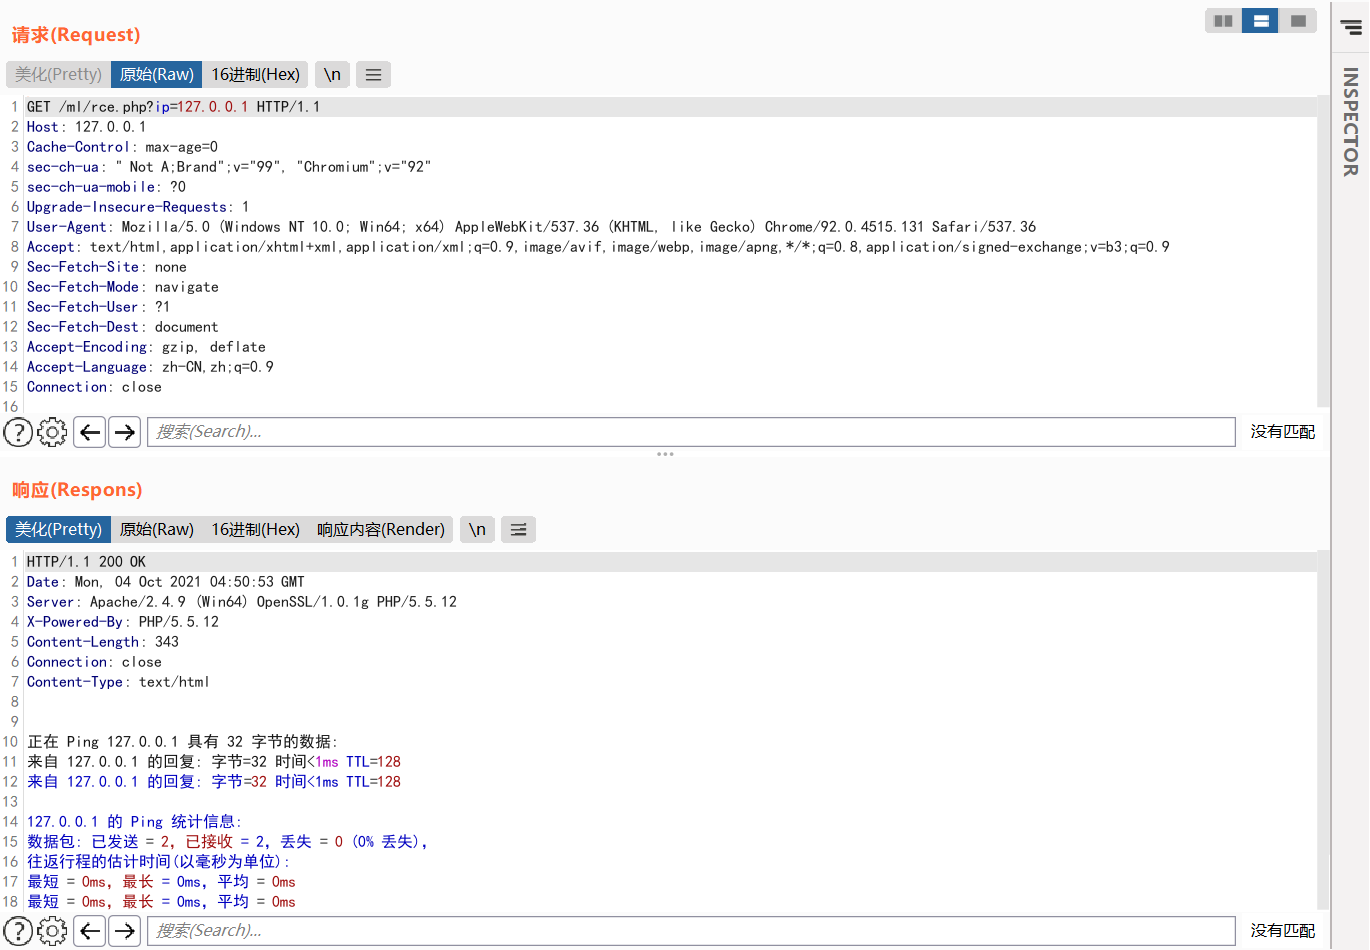 请求(Request)
美化(Pretty) 原始(Raw) 16进制(Hex) \n
1 GET /ml/rce.php?ip=127.0.0.1 HTTP/1.1
2 Host: 127.0.0.1
3 Cache-Control: max-age=0
4 sec-ch-ua: " Not A;Brand";v="99", "Chromium";v="92"
5 sec-ch-ua-mobile: ?0
6 Upgrade-Insecure-Requests: 1
7 User-Agent: Mozilla/5.0 (Windows NT 10.0; Win64; x64) AppleWebKit/537.36 (KHTML, like Gecko) Chrome/92.0.4515.131 Safari/537.36
8 Accept: text/html,application/xhtml+xml,application/xml;q=0.9,image/avif,image/webp,image/apng,*/*;q=0.8,application/signed-exchange;v=b3;q=0.9
9 Sec-Fetch-Site: none
10 Sec-Fetch-Mode: navigate
11 Sec-Fetch-User: ?1
12 Sec-Fetch-Dest: document
13 Accept-Encoding: gzip, deflate
14 Accept-Language: zh-CN,zh;q=0.9
15 Connection: close
16
? 搜索(Search)... 没有匹配
响应(Respons)
美化(Pretty) 原始(Raw) 16进制(Hex) 响应内容(Render) \n
1 HTTP/1.1 200 OK
2 Date: Mon, 04 Oct 2021 04:50:53 GMT
3 Server: Apache/2.4.9 (Win64) OpenSSL/1.0.1g PHP/5.5.12
4 X-Powered-By: PHP/5.5.12
5 Content-Length: 343
6 Connection: close
7 Content-Type: text/html
8
9
10 正在 Ping 127.0.0.1 具有 32 字节的数据:
11 来自 127.0.0.1 的回复: 字节=32 时间<1ms TTL=128
12 来自 127.0.0.1 的回复: 字节=32 时间<1ms TTL=128
13
14 127.0.0.1 的 Ping 统计信息:
15 数据包: 已发送 = 2，已接收 = 2，丢失 = 0 (0% 丢失)，
16 往返行程的估计时间(以毫秒为单位):
17 最短 = 0ms，最长 = 0ms，平均 = 0ms
18 最短 = 0ms，最长 = 0ms，平均 = 0ms
? 搜索(Search)... 没有匹配
INSPECTOR